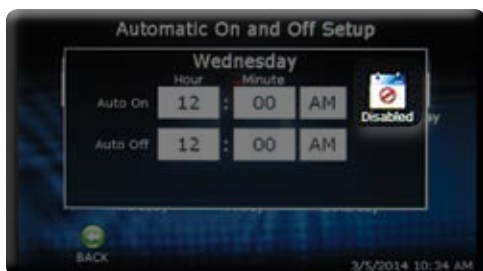 Automatic On and Off Setup
Wednesday
Hour Minute
Auto On 12 : 00 AM
Disabled
Auto Off 12 : 00 AM
BACK
3/5/2014 10:34 AM